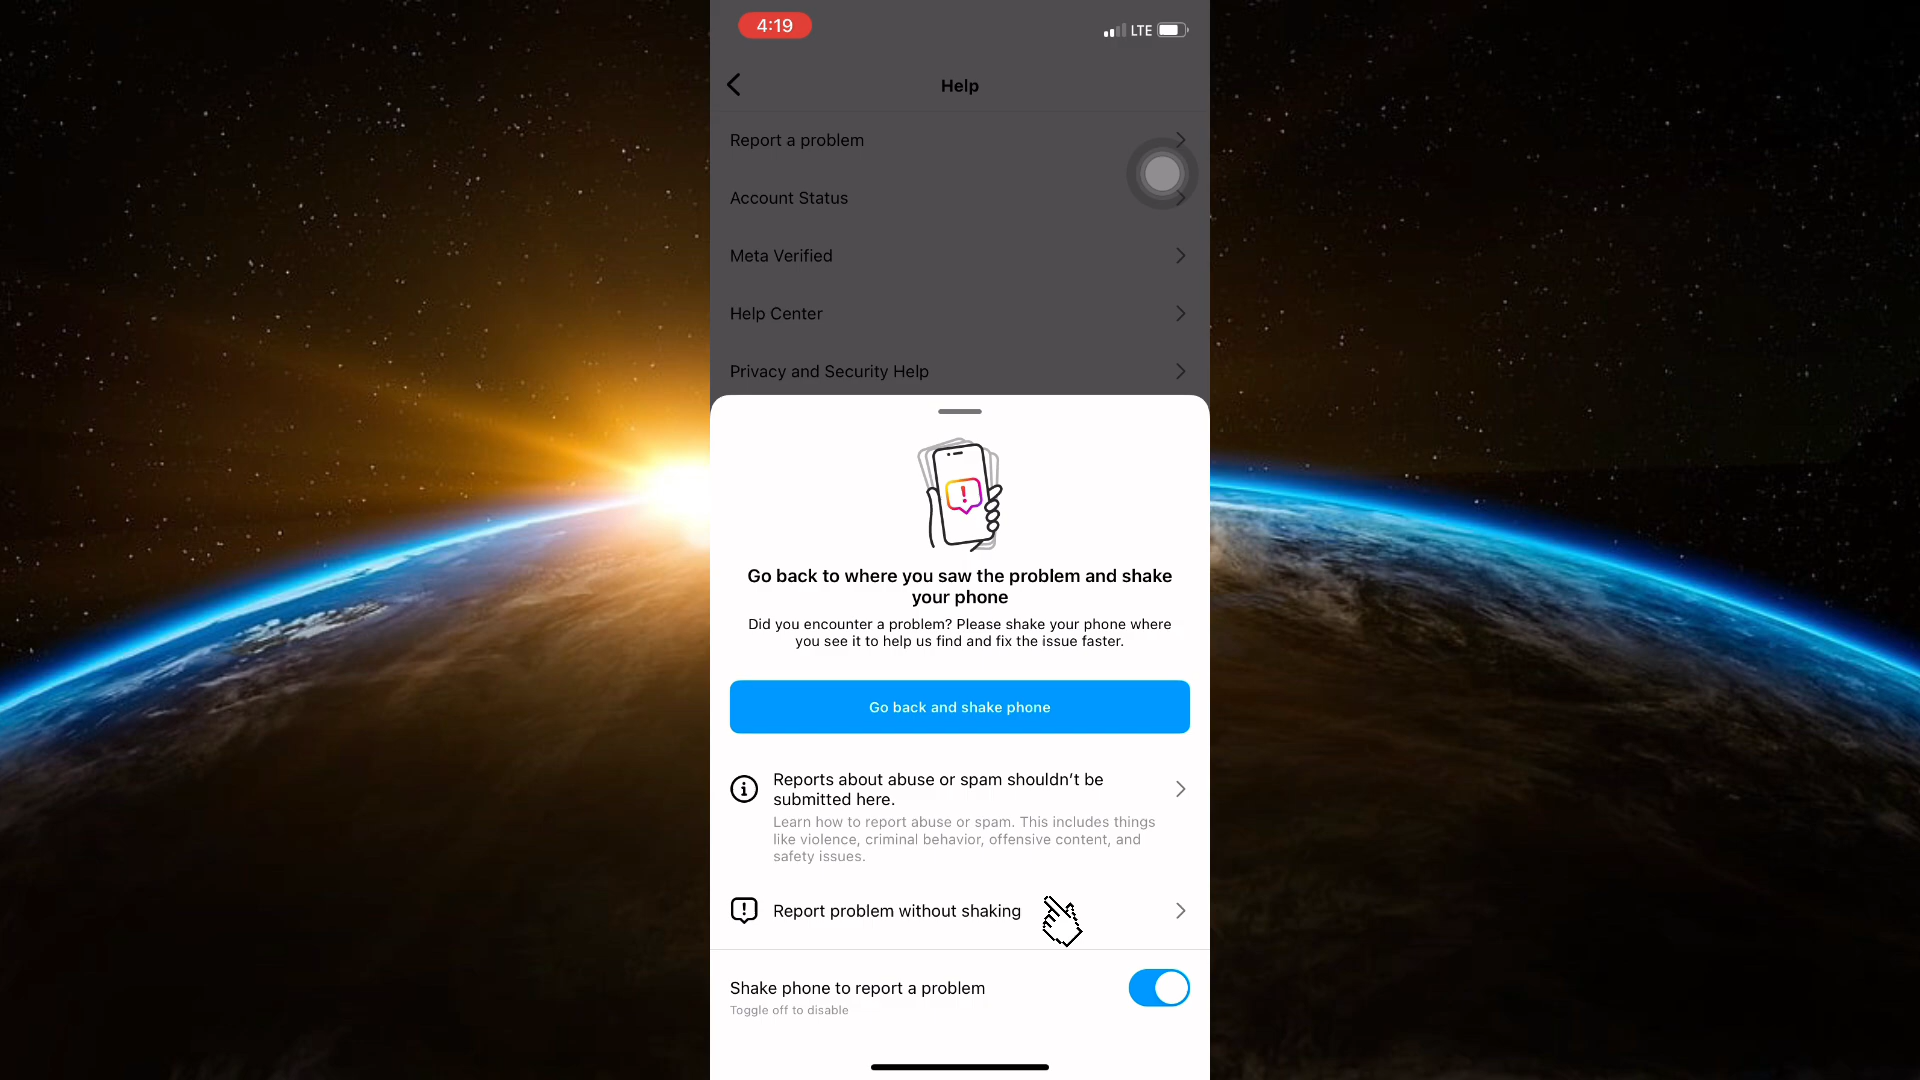 4:19
LTE
Help
Report a problem
Account Status
Meta Verified
Help Center
Privacy and Security Help
Go back to where you saw the problem and shake
your phone
Did you encounter a problem? Please shake your phone where
you see it to help us find and fix the issue faster.
Go back and shake phone
Reports about abuse or spam shouldn't be
submitted here.
Learn how to report abuse or spam. This includes things
like violence, criminal behavior, offensive content, and
safety issues.
Report problem without shaking
Shake phone to report a problem
Toggle off to disable